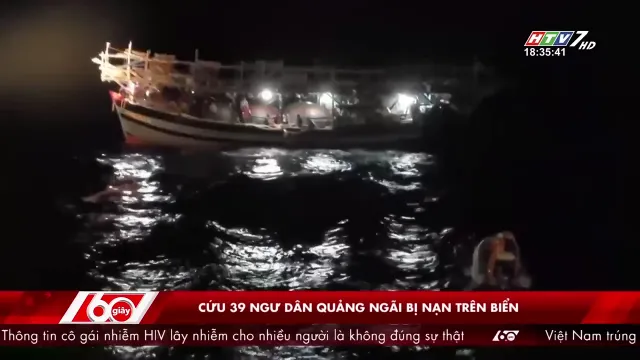 HTV7 HD
18:35:41
60 giây
CỨU 39 NGƯ DÂN QUẢNG NGÃI BỊ NẠN TRÊN BIỂN
Thông tin cô gái nhiễm HIV lây nhiễm cho nhiều người là không đúng sự thật 60 Việt Nam trúng